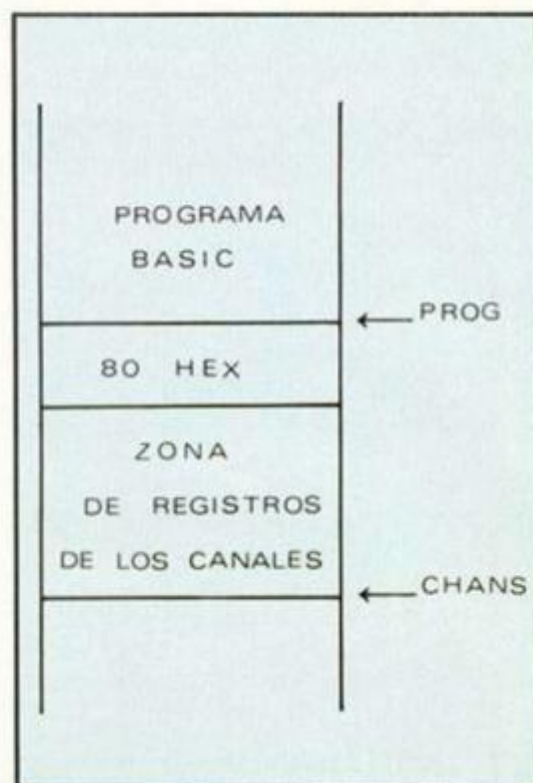 PROGRAMA
BASIC
PROG
80 HEX
ZONA
DE REGISTROS
DE LOS CANALES
CHANS